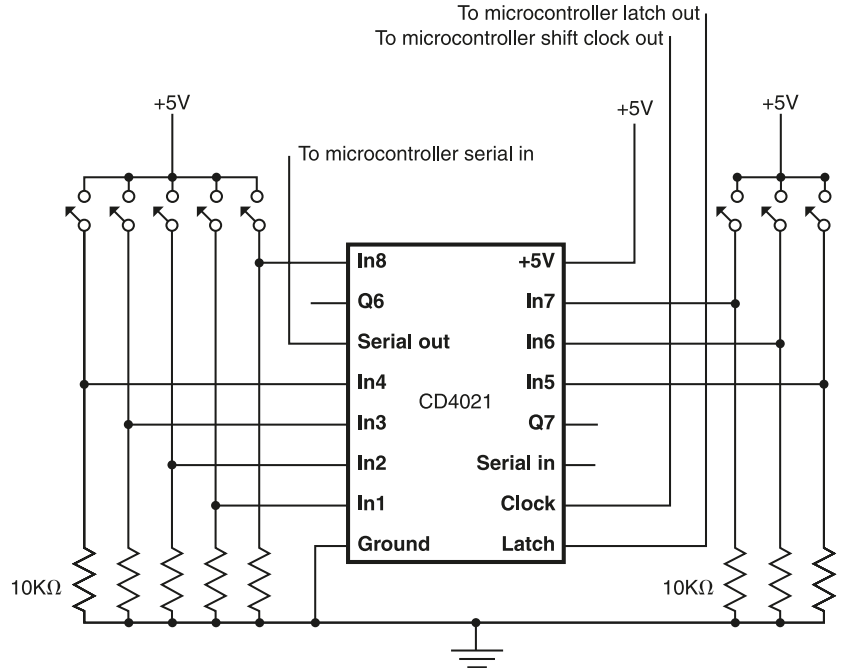 To microcontroller latch out
To microcontroller shift clock out
+5V
+5V
+5V
To microcontroller serial in
In8
+5V
Q6
In7
Serial out
In6
In4
In5
CD4021
In3
Q7
In2
Serial in
In1
Clock
Ground
Latch
10KΩ
10KΩ